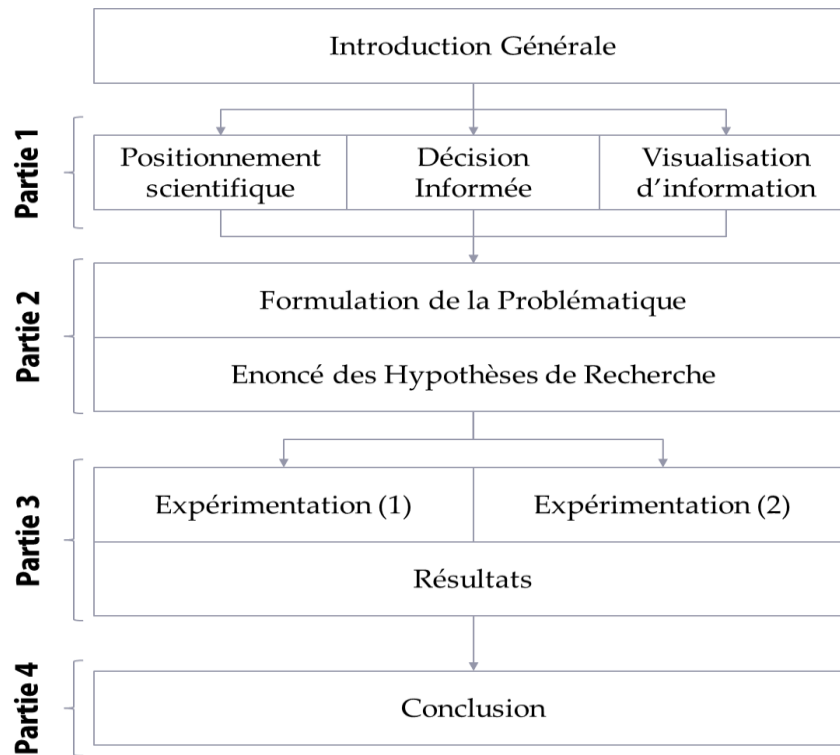 Introduction Générale
Partie 1
Positionnement
scientifique
Décision
Informée
Visualisation
d'information
Partie 2
Formulation de la Problématique
Enoncé des Hypothèses de Recherche
Partie 3
Expérimentation (1)
Expérimentation (2)
Résultats
Partie 4
Conclusion